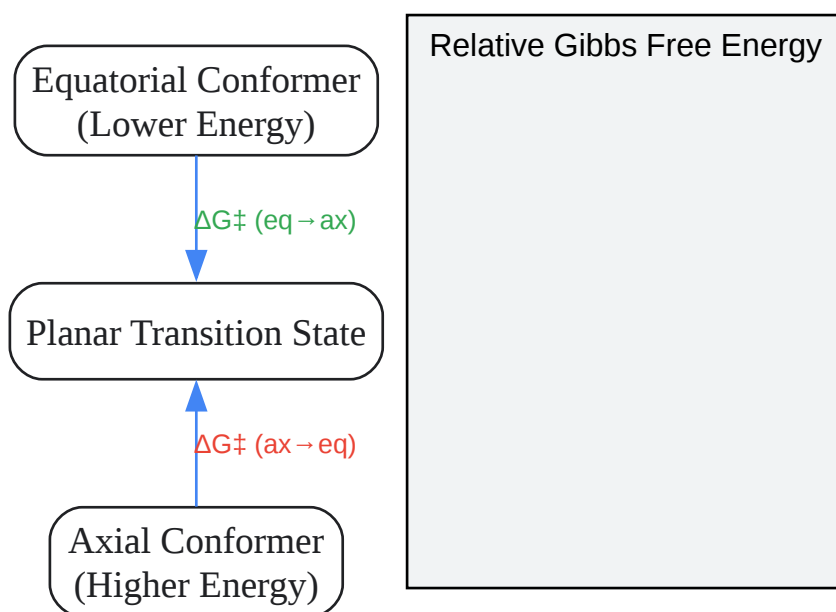 Equatorial Conformer
(Lower Energy)
ΔG‡ (eq→ax)
Planar Transition State
ΔG‡ (ax→eq)
Axial Conformer
(Higher Energy)
Relative Gibbs Free Energy